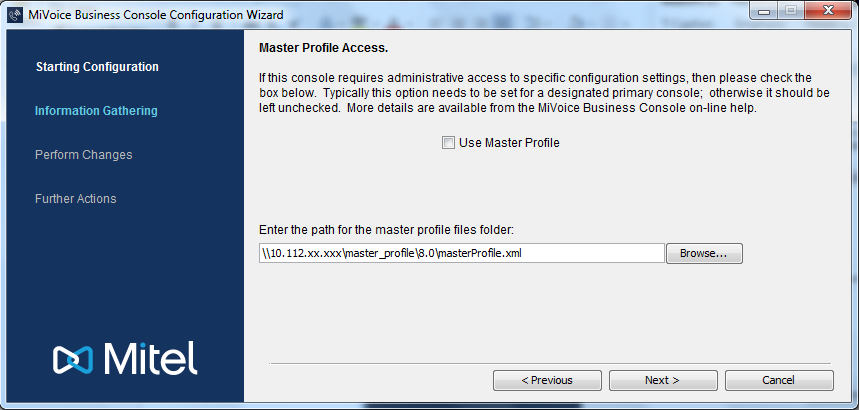 MiVoice Business Console Configuration Wizard
Starting Configuration
Information Gathering
Perform Changes
Further Actions
Mitel
Master Profile Access.
If this console requires administrative access to specific configuration settings, then please check the
box below.  Typically this option needs to be set for a designated primary console;  otherwise it should be
left unchecked.  More details are available from the MiVoice Business Console on-line help.
Use Master Profile
Enter the path for the master profile files folder:
\\10.112.xx.xxx\master_profile\8.0\masterProfile.xml
Browse...
< Previous
Next >
Cancel